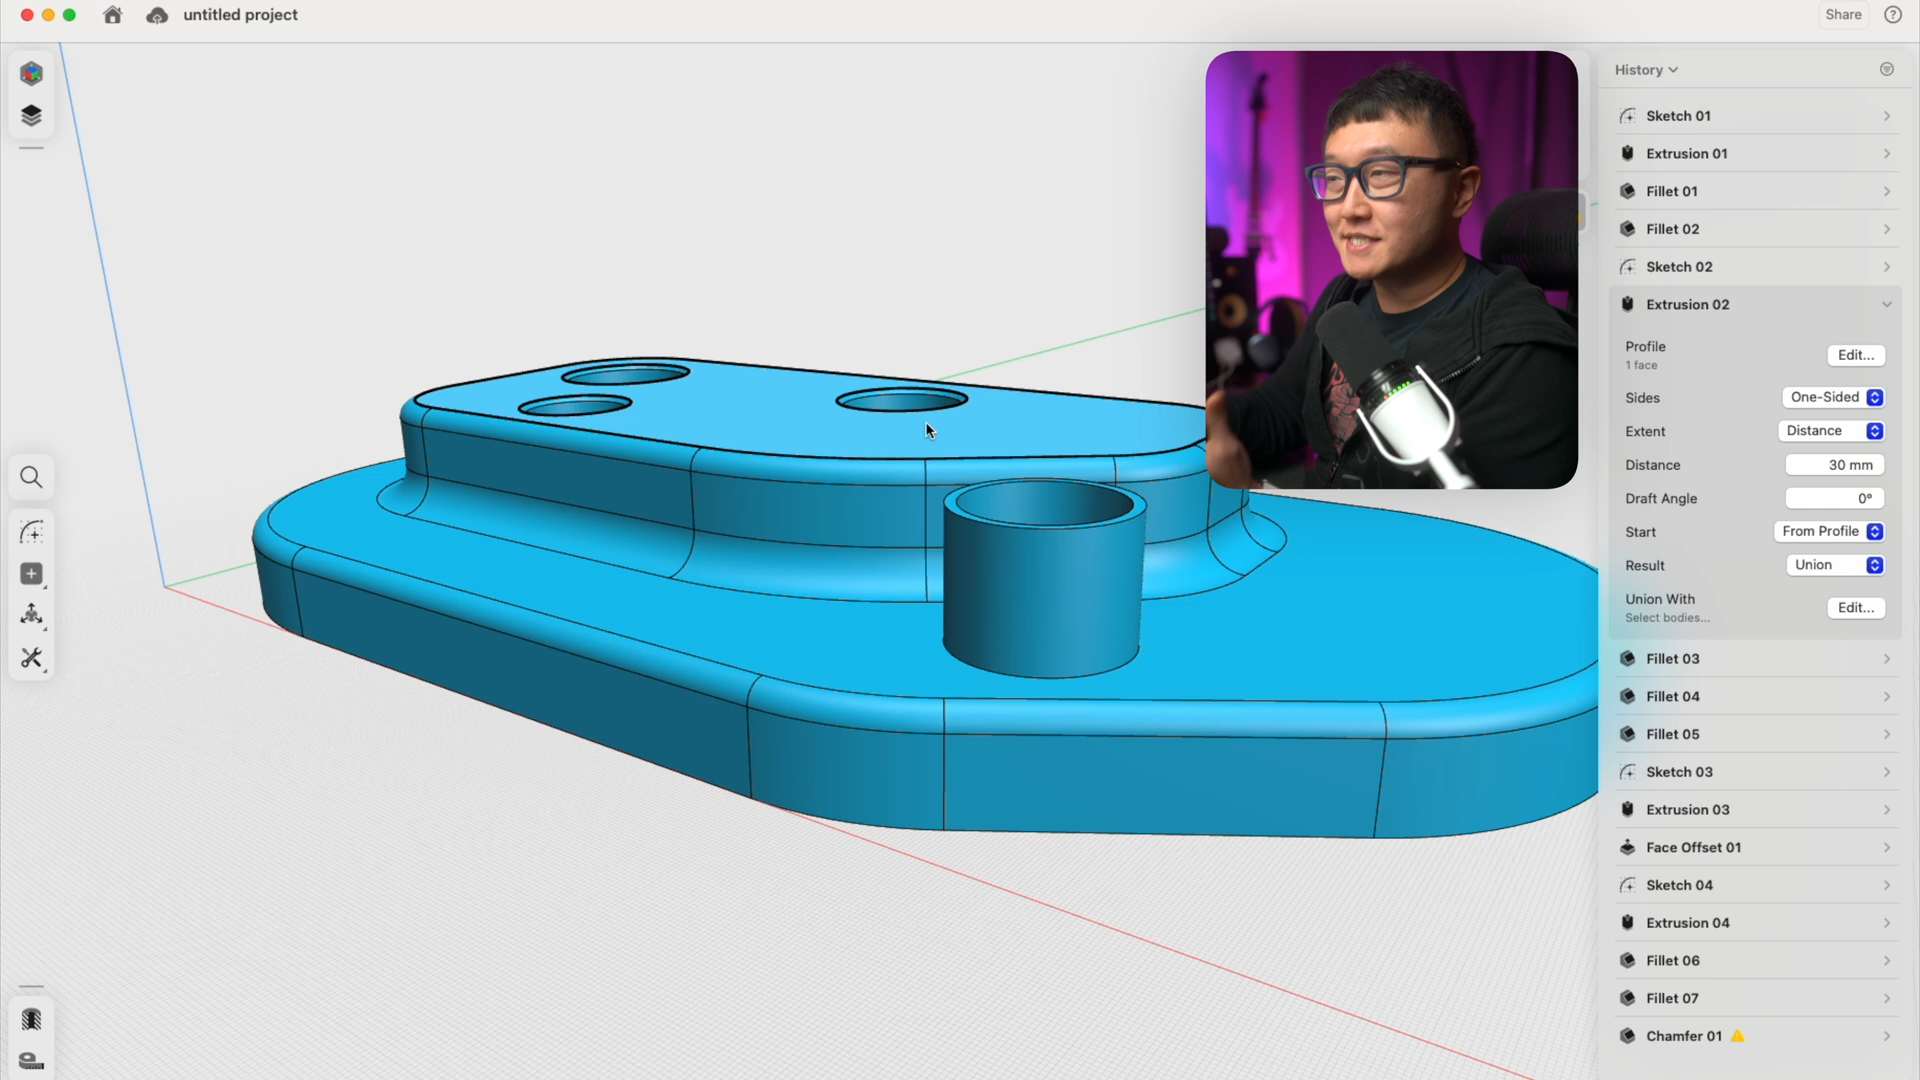 untitled project
Share
History
Sketch 01
Extrusion 01
Fillet 01
Fillet 02
Sketch 02
Extrusion 02
Profile
1 face
Edit...
Sides
One-Sided
Extent
Distance
Distance
30 mm
Draft Angle
0°
Start
From Profile
Result
Union
Union With
Select bodies...
Edit...
Fillet 03
Fillet 04
Fillet 05
Sketch 03
Extrusion 03
Face Offset 01
Sketch 04
Extrusion 04
Fillet 06
Fillet 07
Chamfer 01